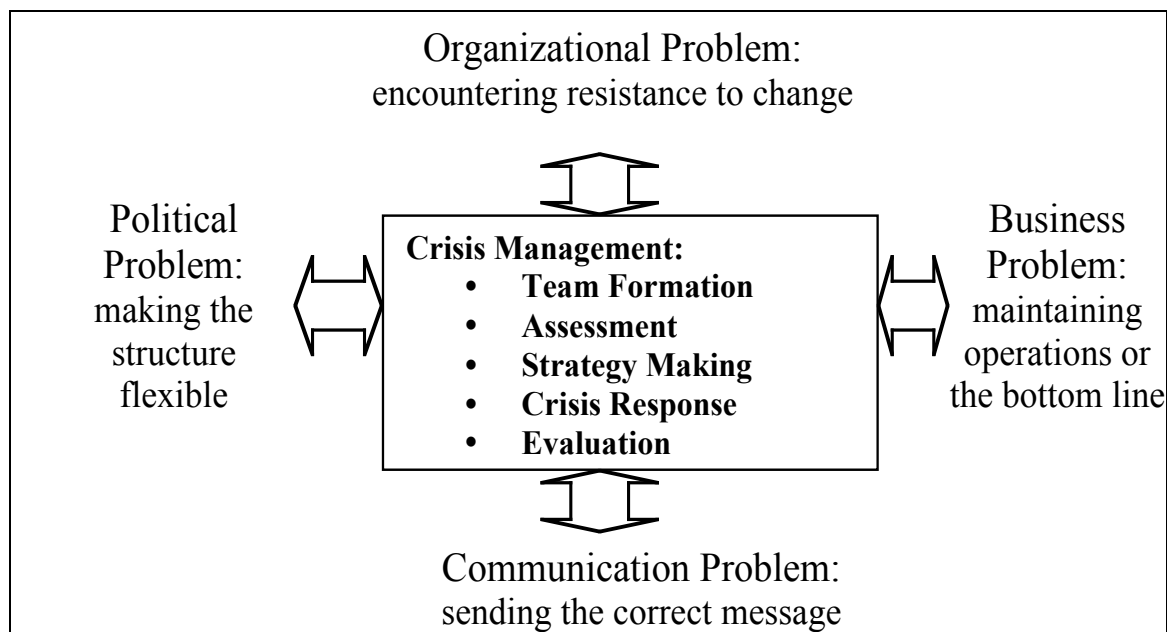 Organizational Problem:
encountering resistance to change
Political
Problem:
making the
structure
flexible
Crisis Management:
• Team Formation
• Assessment
• Strategy Making
• Crisis Response
• Evaluation
Business
Problem:
maintaining
operations or
the bottom line
Communication Problem:
sending the correct message